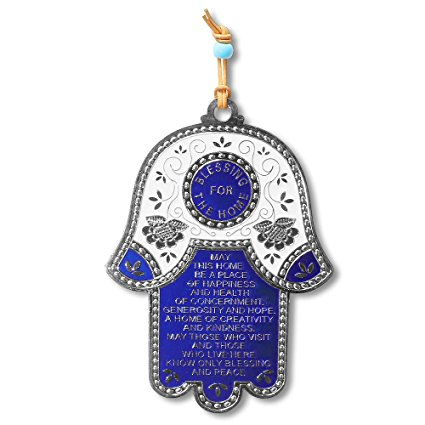 BLESSING
FOR
THE HOME
MAY
THIS HOME
BE A PLACE
OF HAPPINESS
AND HEALTH
OF CONCERNMENT,
GENEROSITY AND HOPE,
A HOME OF CREATIVITY
AND KINDNESS.
MAY THOSE WHO VISIT
AND THOSE
WHO LIVE HERE
KNOW ONLY BLESSING
AND PEACE